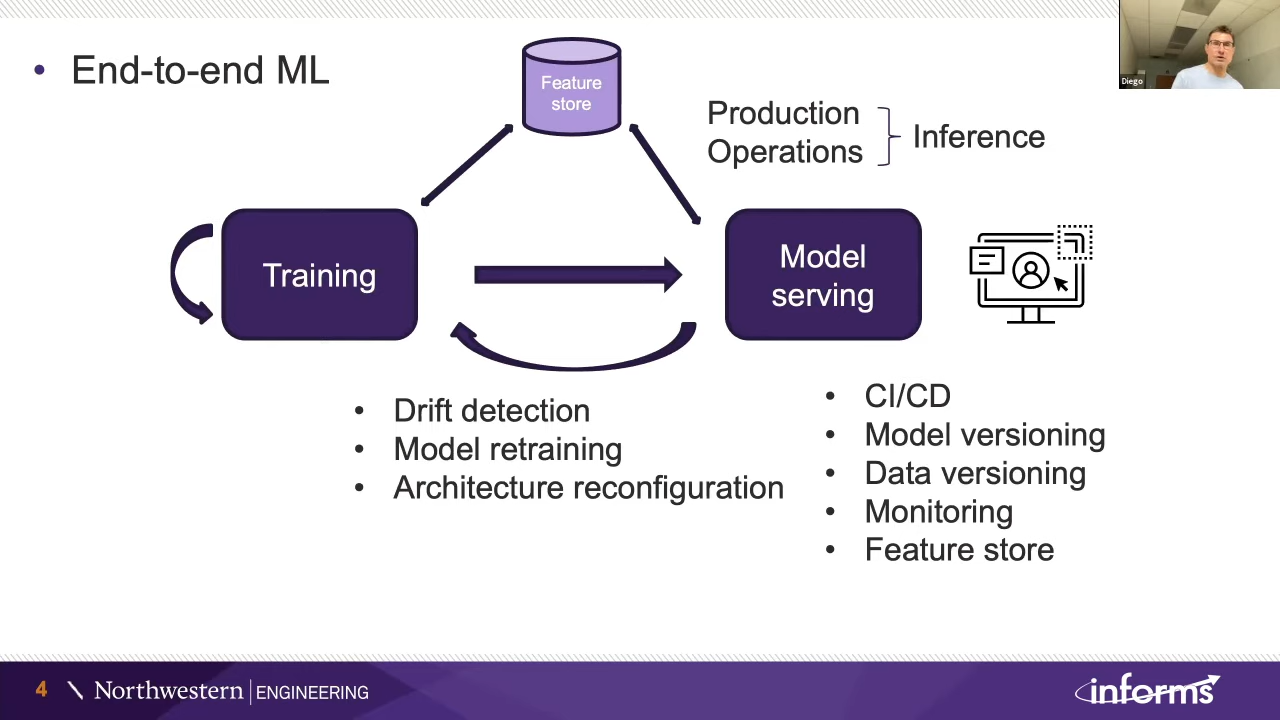 • End-to-end ML
Feature
store
Diego
Production
Operations
Inference
Training
Model
serving
• Drift detection
• Model retraining
• Architecture reconfiguration
• CI/CD
• Model versioning
• Data versioning
• Monitoring
• Feature store
4
Northwestern | ENGINEERING
informs